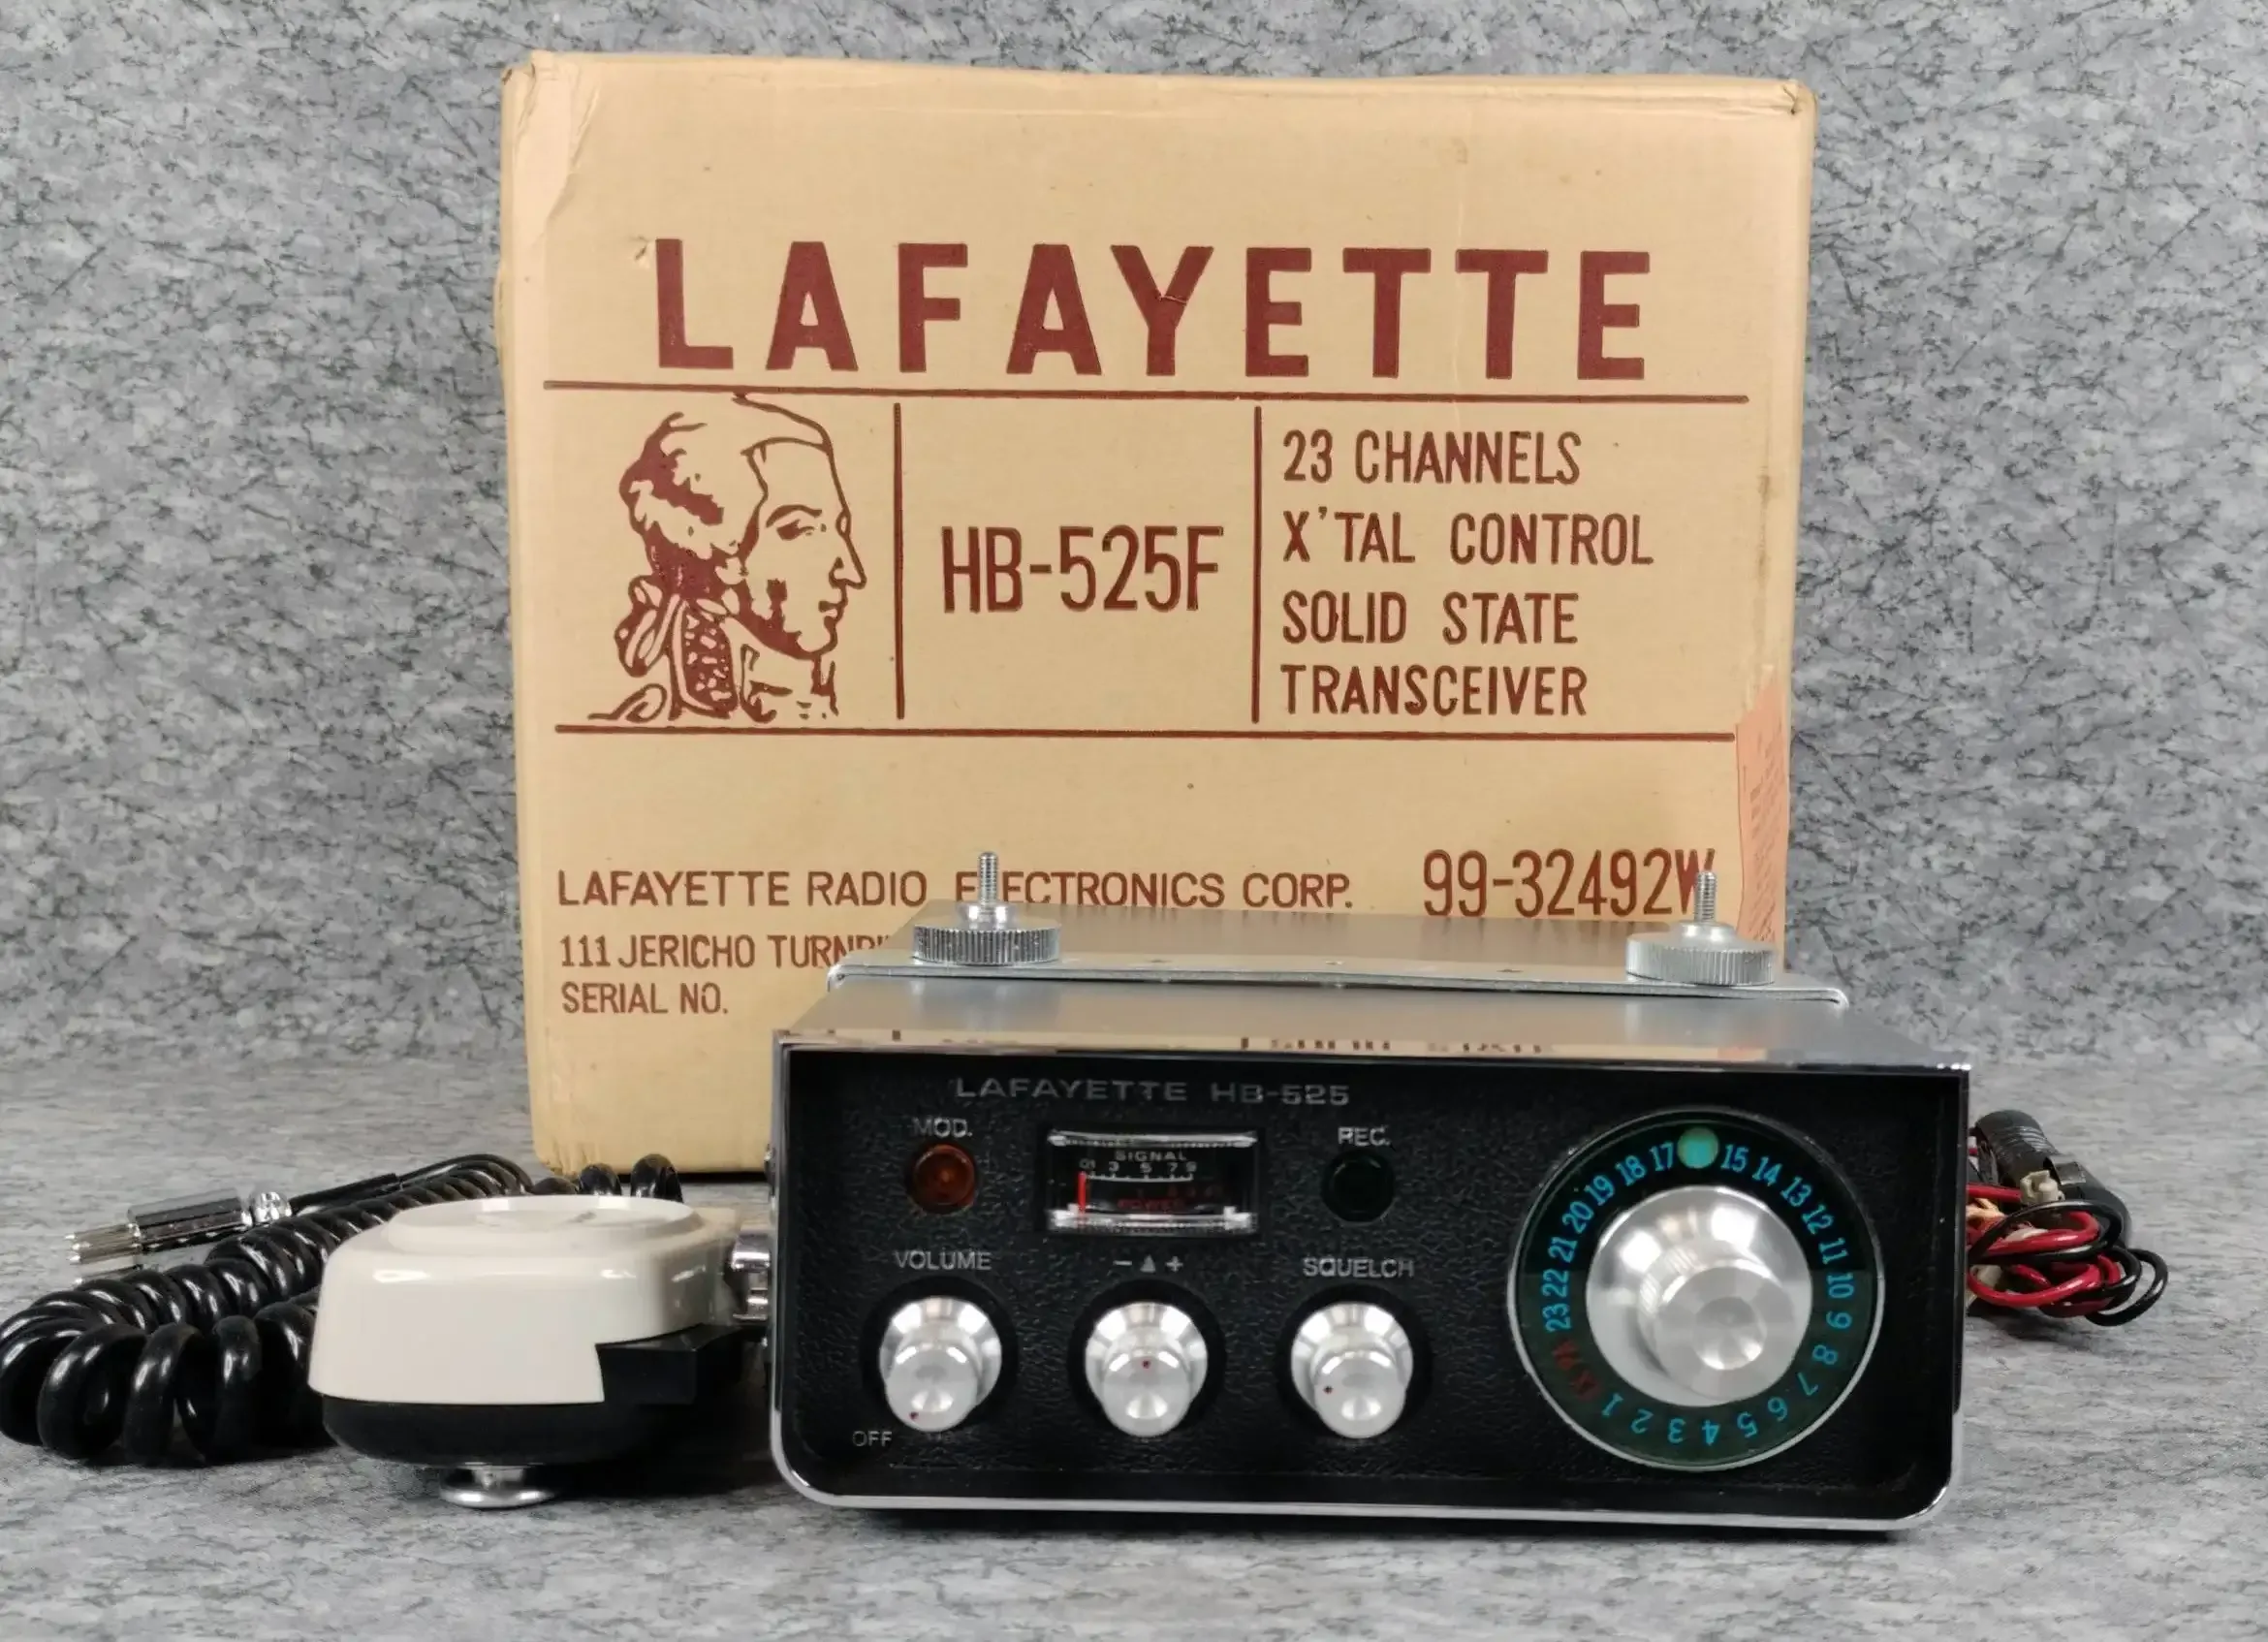 LAFAYETTE
HB-525F
23 CHANNELS
X'TAL CONTROL
SOLID STATE
TRANSCEIVER
LAFAYETTE RADIO ELECTRONICS CORP. 99-32492W
111 JERICHO
SERIAL NO.
LAFAYETTE HB-525
MOD.
SIGNAL
3 5 7 9
REC.
VOLUME
- ▲ +
SQUELCH
OFF
17 15 14 13 12 11 10 9 8 7 6 5 4 3 2 1 23 22 21 20 19 18